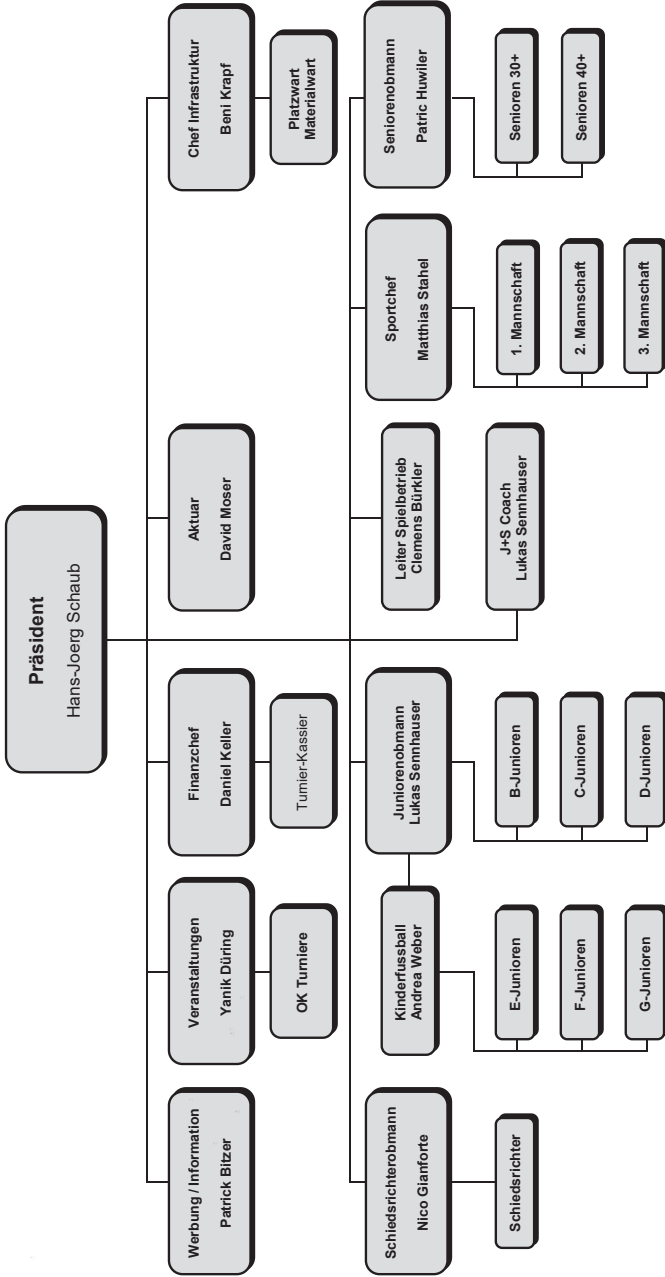 Präsident
Hans-Joerg Schaub
Werbung / Information
Patrick Bitzer
Veranstaltungen
Yanik Düring
OK Turniere
Finanzchef
Daniel Keller
Turnier-Kassier
Aktuar
David Moser
Chef Infrastruktur
Beni Krapf
Platzwart
Materialwart
Schiedsrichterobmann
Nico Gianforte
Schiedsrichter
Kinderfussball
Andrea Weber
E-Junioren
F-Junioren
G-Junioren
Juniorenobmann
Lukas Sennhauser
B-Junioren
C-Junioren
D-Junioren
Leiter Spielbetrieb
Clemens Bürkler
J+S Coach
Lukas Sennhauser
Sportchef
Matthias Stahel
1. Mannschaft
2. Mannschaft
3. Mannschaft
Seniorenobmann
Patric Huwiler
Senioren 30+
Senioren 40+